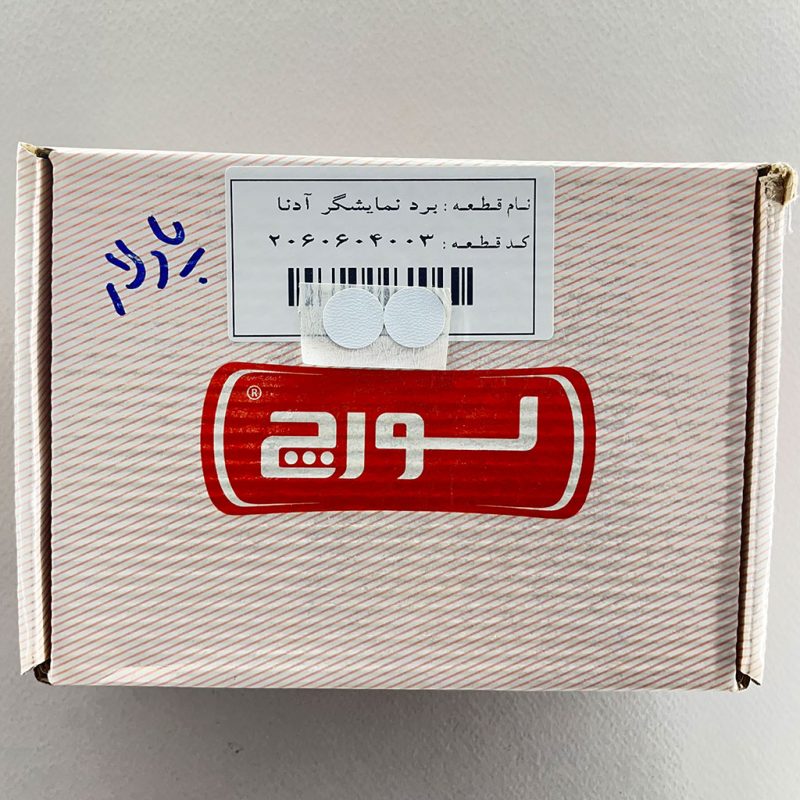 نام قطعه : برد نمایشگر آدنا
کد قطعه : ۲۰۶۰۶۰۴۰۰۳
لورچ
®